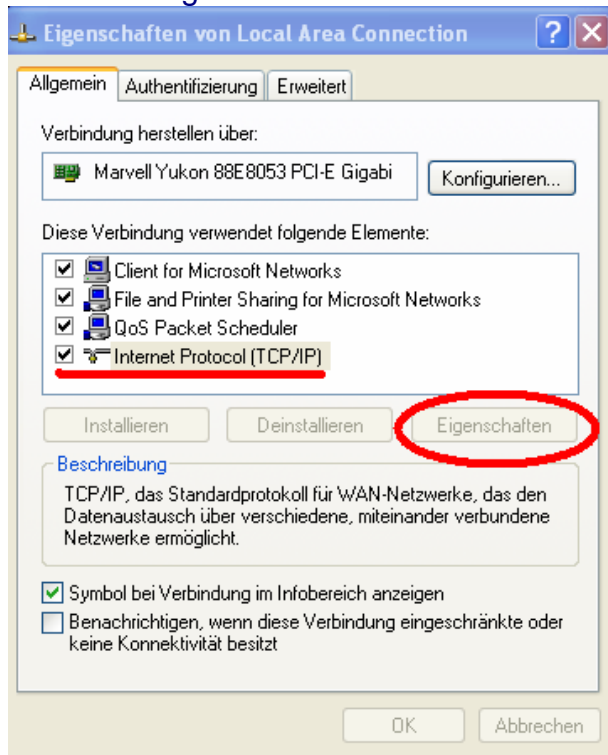 Eigenschaften von Local Area Connection
Allgemein Authentifizierung Erweitert
Verbindung herstellen über:
Marvell Yukon 88E8053 PCI-E Gigabi Konfigurieren...
Diese Verbindung verwendet folgende Elemente:
Client for Microsoft Networks
File and Printer Sharing for Microsoft Networks
QoS Packet Scheduler
Internet Protocol (TCP/IP)
Installieren Deinstallieren Eigenschaften
Beschreibung
TCP/IP, das Standardprotokoll für WAN-Netzwerke, das den
Datenaustausch über verschiedene, miteinander verbundene
Netzwerke ermöglicht.
Symbol bei Verbindung im Infobereich anzeigen
Benachrichtigen, wenn diese Verbindung eingeschränkte oder
keine Konnektivität besitzt
OK Abbrechen